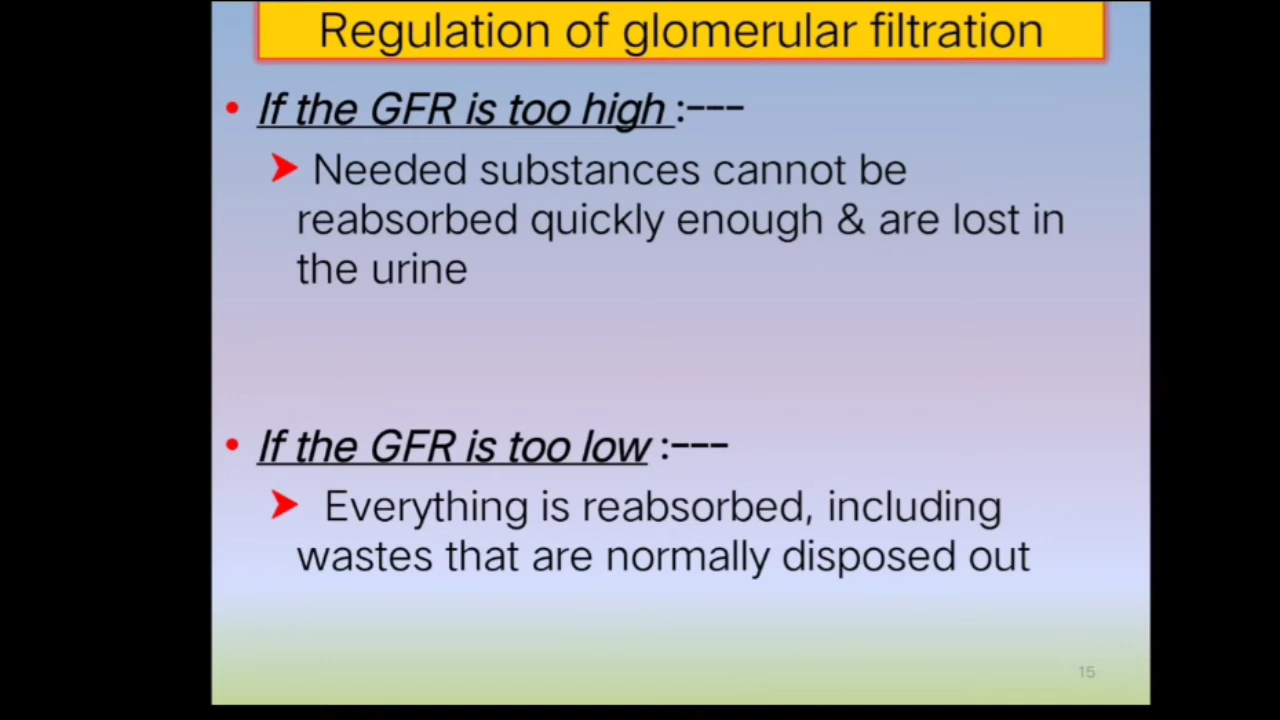 Regulation of glomerular filtration
• If the GFR is too high :---
➤ Needed substances cannot be
reabsorbed quickly enough & are lost in
the urine
• If the GFR is too low :---
➤ Everything is reabsorbed, including
wastes that are normally disposed out
15